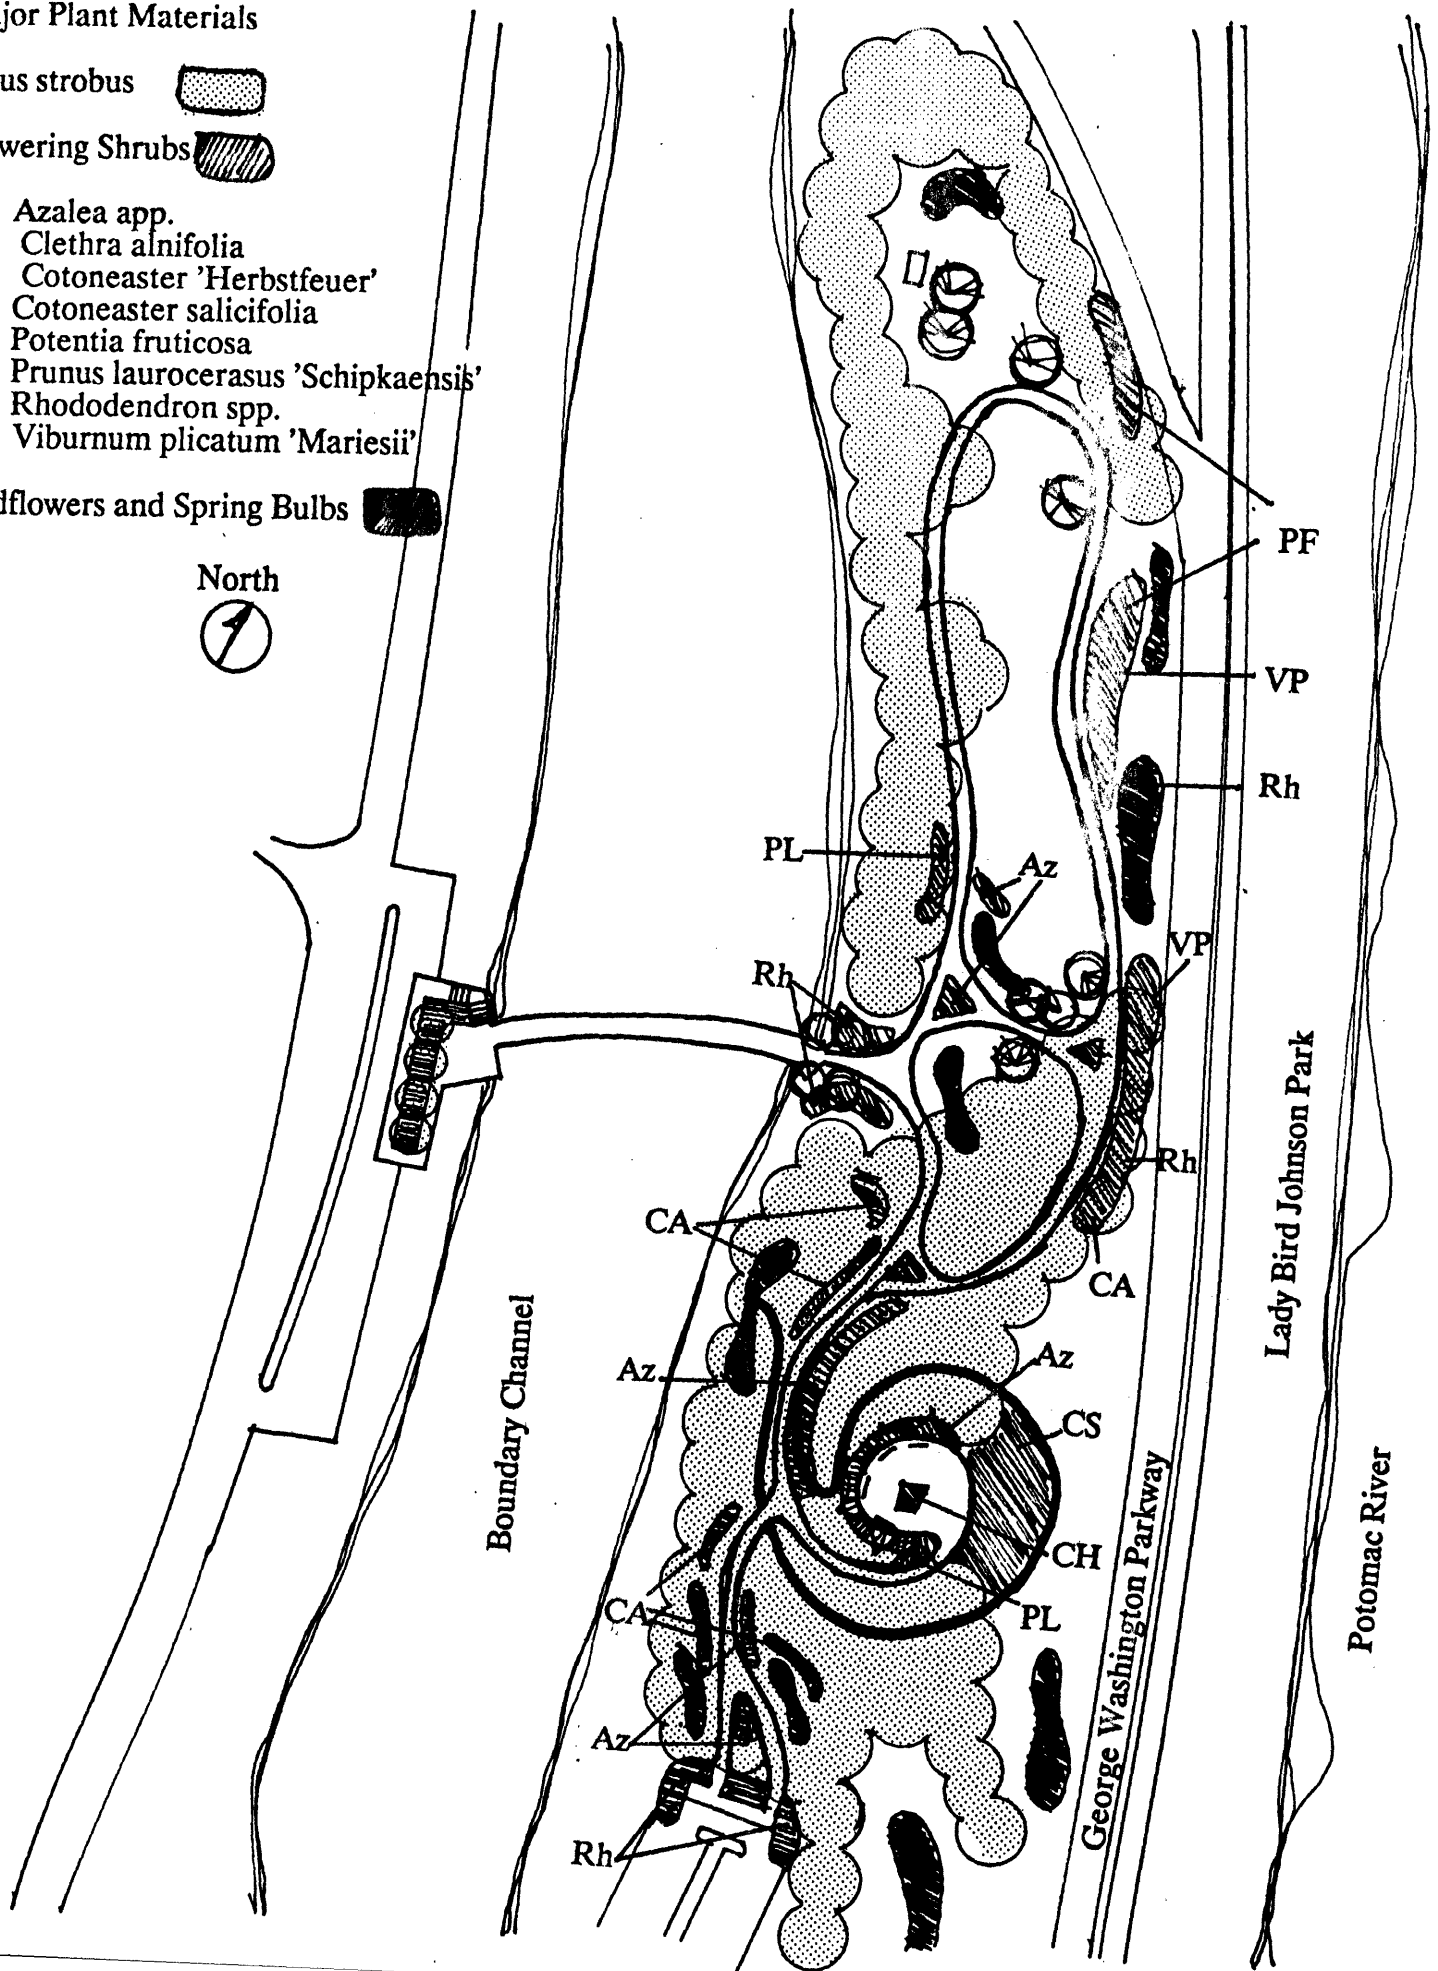 jor Plant Materials
us strobus
wering Shrubs
Azalea app.
Clethra alnifolia
Cotoneaster 'Herbstfeuer'
Cotoneaster salicifolia
Potentia fruticosa
Prunus laurocerasus 'Schipkaensis'
Rhododendron spp.
Viburnum plicatum 'Mariesii'
dflowers and Spring Bulbs
North
PF
VP
Rh
PL
Az
VP
Rh
Rh
CA
CA
Az
Az
CS
CH
PL
CA
Az
Rh
Boundary Channel
George Washington Parkway
Lady Bird Johnson Park
Potomac River